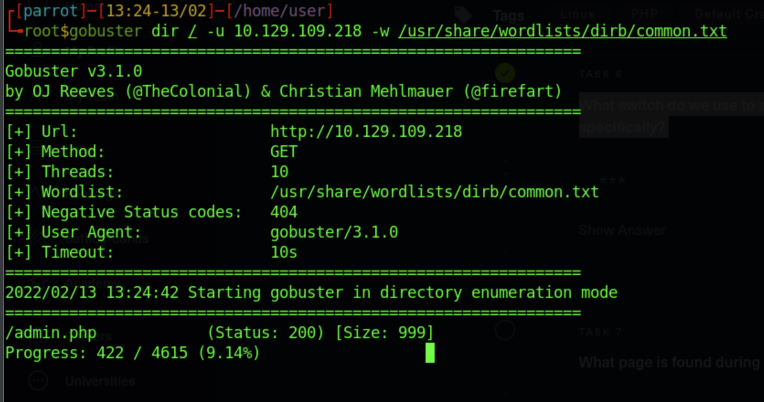 ┌[parrot]─[13:24-13/02]─[/home/user]
└╼root$gobuster dir / -u 10.129.109.218 -w /usr/share/wordlists/dirb/common.txt
===============================================================
Gobuster v3.1.0
by OJ Reeves (@TheColonial) & Christian Mehlmauer (@firefart)
===============================================================
[+] Url: http://10.129.109.218
[+] Method: GET
[+] Threads: 10
[+] Wordlist: /usr/share/wordlists/dirb/common.txt
[+] Negative Status codes: 404
[+] User Agent: gobuster/3.1.0
[+] Timeout: 10s
===============================================================
2022/02/13 13:24:42 Starting gobuster in directory enumeration mode
===============================================================
/admin.php (Status: 200) [Size: 999]
Progress: 422 / 4615 (9.14%)
Tags
Linux
PHP
TASK 6
What switch do we use to
specifically?
***
Show Answer
TASK 7
What page is found during
Universities